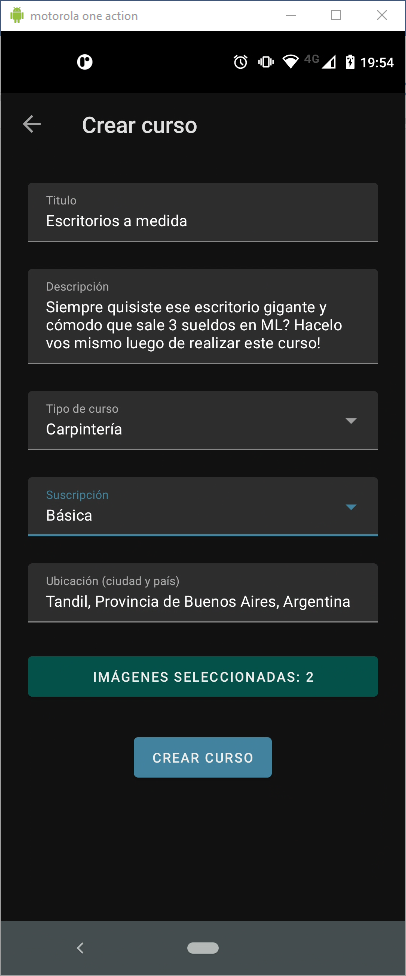 motorola one action
4G 19:54
Crear curso
Titulo
Escritorios a medida
Descripción
Siempre quisiste ese escritorio gigante y
cómodo que sale 3 sueldos en ML? Hacelo
vos mismo luego de realizar este curso!
Tipo de curso
Carpintería
Suscripción
Básica
Ubicación (ciudad y país)
Tandil, Provincia de Buenos Aires, Argentina
IMÁGENES SELECCIONADAS: 2
CREAR CURSO